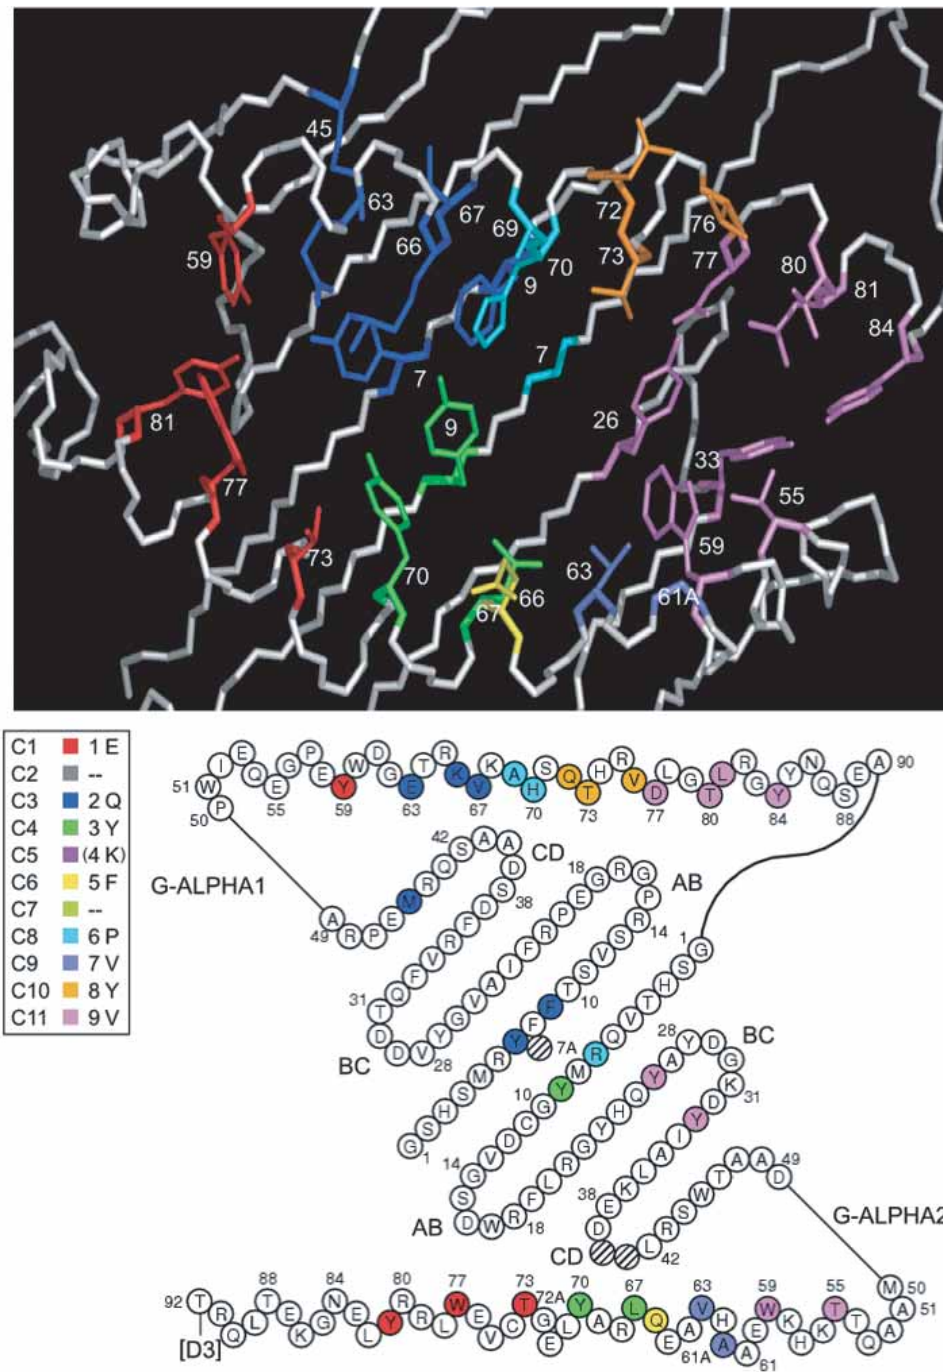 45
63
67
59
66
69
70
9
72
73
76
77
80
81
84
7
7
9
26
81
77
33
55
73
70
67
66
63
59
61A
C1 1 E
C2 --
C3 2 Q
C4 3 Y
C5 (4 K)
C6 5 F
C7 --
C8 6 P
C9 7 V
C10 8 Y
C11 9 V
P W I E Q E G P E Y W D G E T R K V K A H S Q T H R V D L G T L R G Y N Q S E A
50 51 55 59 63 67 70 73 77 80 84 88 90
G-ALPHA1
A R P E M R Q S A A D S D F R V F Q T D D V Y G V A I F R P E G R G P R S V S T F F Y R M S H S G
49 42 CD 38 31 BC 28 18 AB 14 10 7A 1
G S H T V Q R M Y G C D V G S D W R F L R G Y H Q Y A Y D G K D Y I A L K E D L R S W T A A D
1 10 14 AB 18 28 BC 31 38 CD 42 49
G-ALPHA2
T R Q L T E K G N E L Y R R L W E V C T G E L Y A R L Q E A V H A A E W K H K T T Q A A M
92 88 84 80 77 73 72A 70 67 63 61A 61 59 55 51 50
[D3]